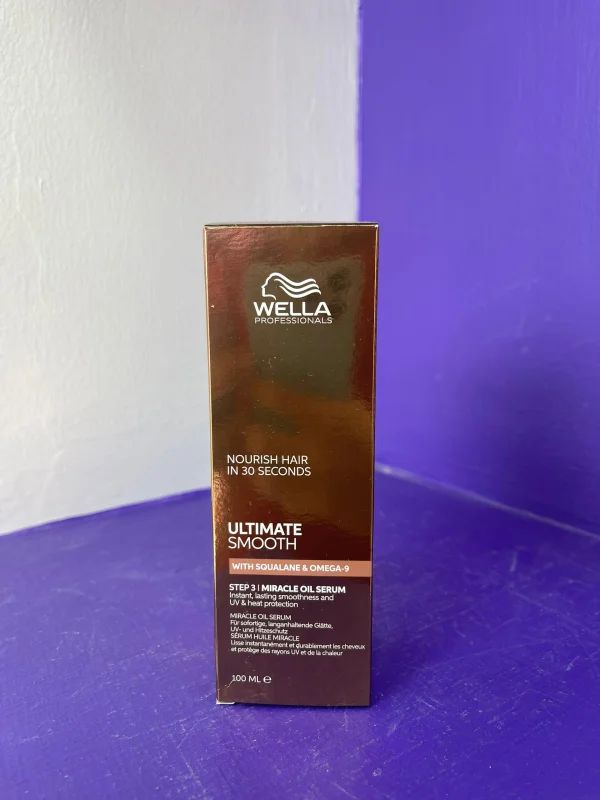 WELLA
PROFESSIONALS
NOURISH HAIR
IN 30 SECONDS
ULTIMATE
SMOOTH
WITH SQUALANE & OMEGA-9
STEP 3 | MIRACLE OIL SERUM
Instant, lasting smoothness and
UV & heat protection
MIRACLE OIL SERUM
Für sofortige, langanhaltende Glätte,
UV- und Hitzeschutz
SÉRUM HUILE MIRACLE
Lisse instantanément et durablement les cheveux
et protège des rayons UV et de la chaleur
100 ML ℮